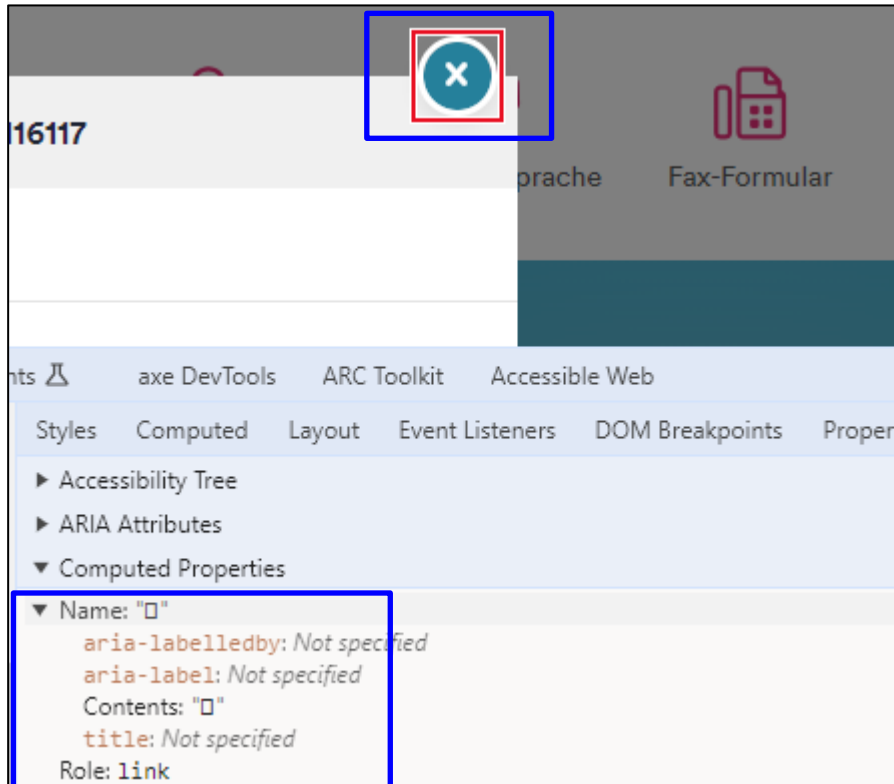 116117
prache
Fax-Formular
nts
axe DevTools
ARC Toolkit
Accessible Web
Styles
Computed
Layout
Event Listeners
DOM Breakpoints
Proper
▶ Accessibility Tree
▶ ARIA Attributes
▼ Computed Properties
▼ Name: "▯"
aria-labelledby: Not specified
aria-label: Not specified
Contents: "▯"
title: Not specified
Role: link